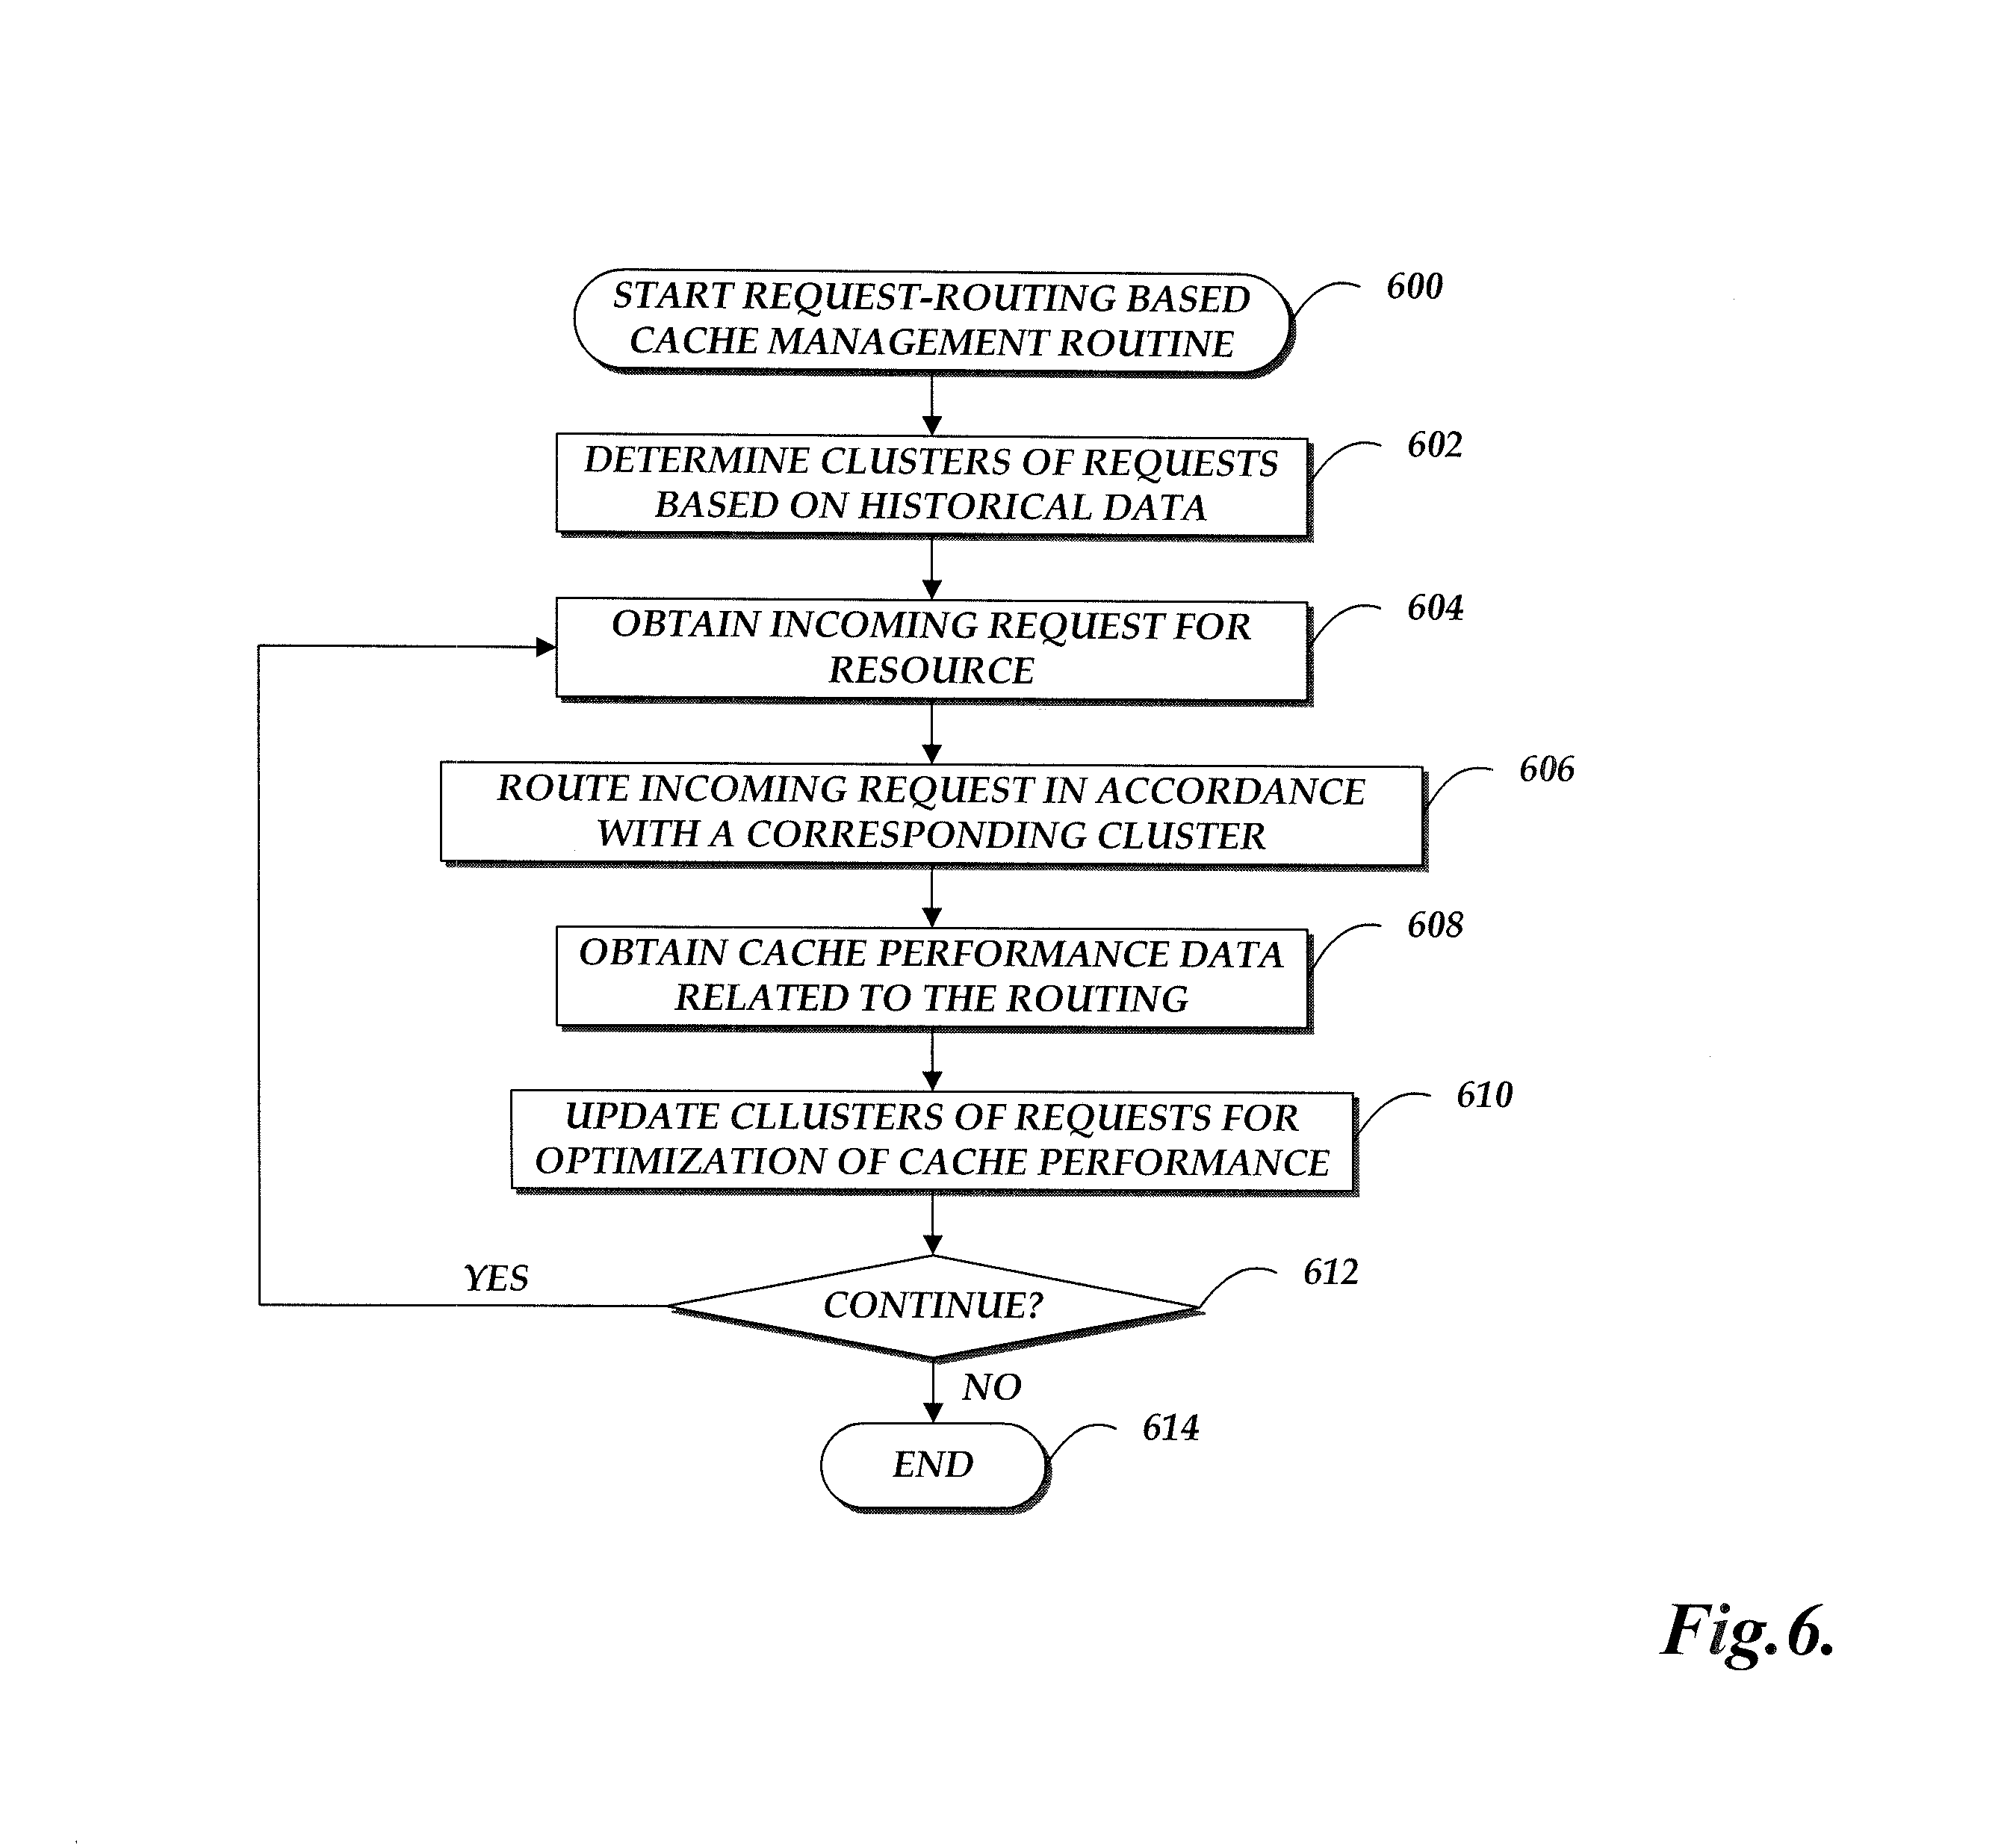 START REQUEST-ROUTING BASED
CACHE MANAGEMENT ROUTINE
600
DETERMINE CLUSTERS OF REQUESTS
BASED ON HISTORICAL DATA
602
OBTAIN INCOMING REQUEST FOR
RESOURCE
604
ROUTE INCOMING REQUEST IN ACCORDANCE
WITH A CORRESPONDING CLUSTER
606
OBTAIN CACHE PERFORMANCE DATA
RELATED TO THE ROUTING
608
UPDATE CLLUSTERS OF REQUESTS FOR
OPTIMIZATION OF CACHE PERFORMANCE
610
YES
CONTINUE?
612
NO
END
614
Fig.6.